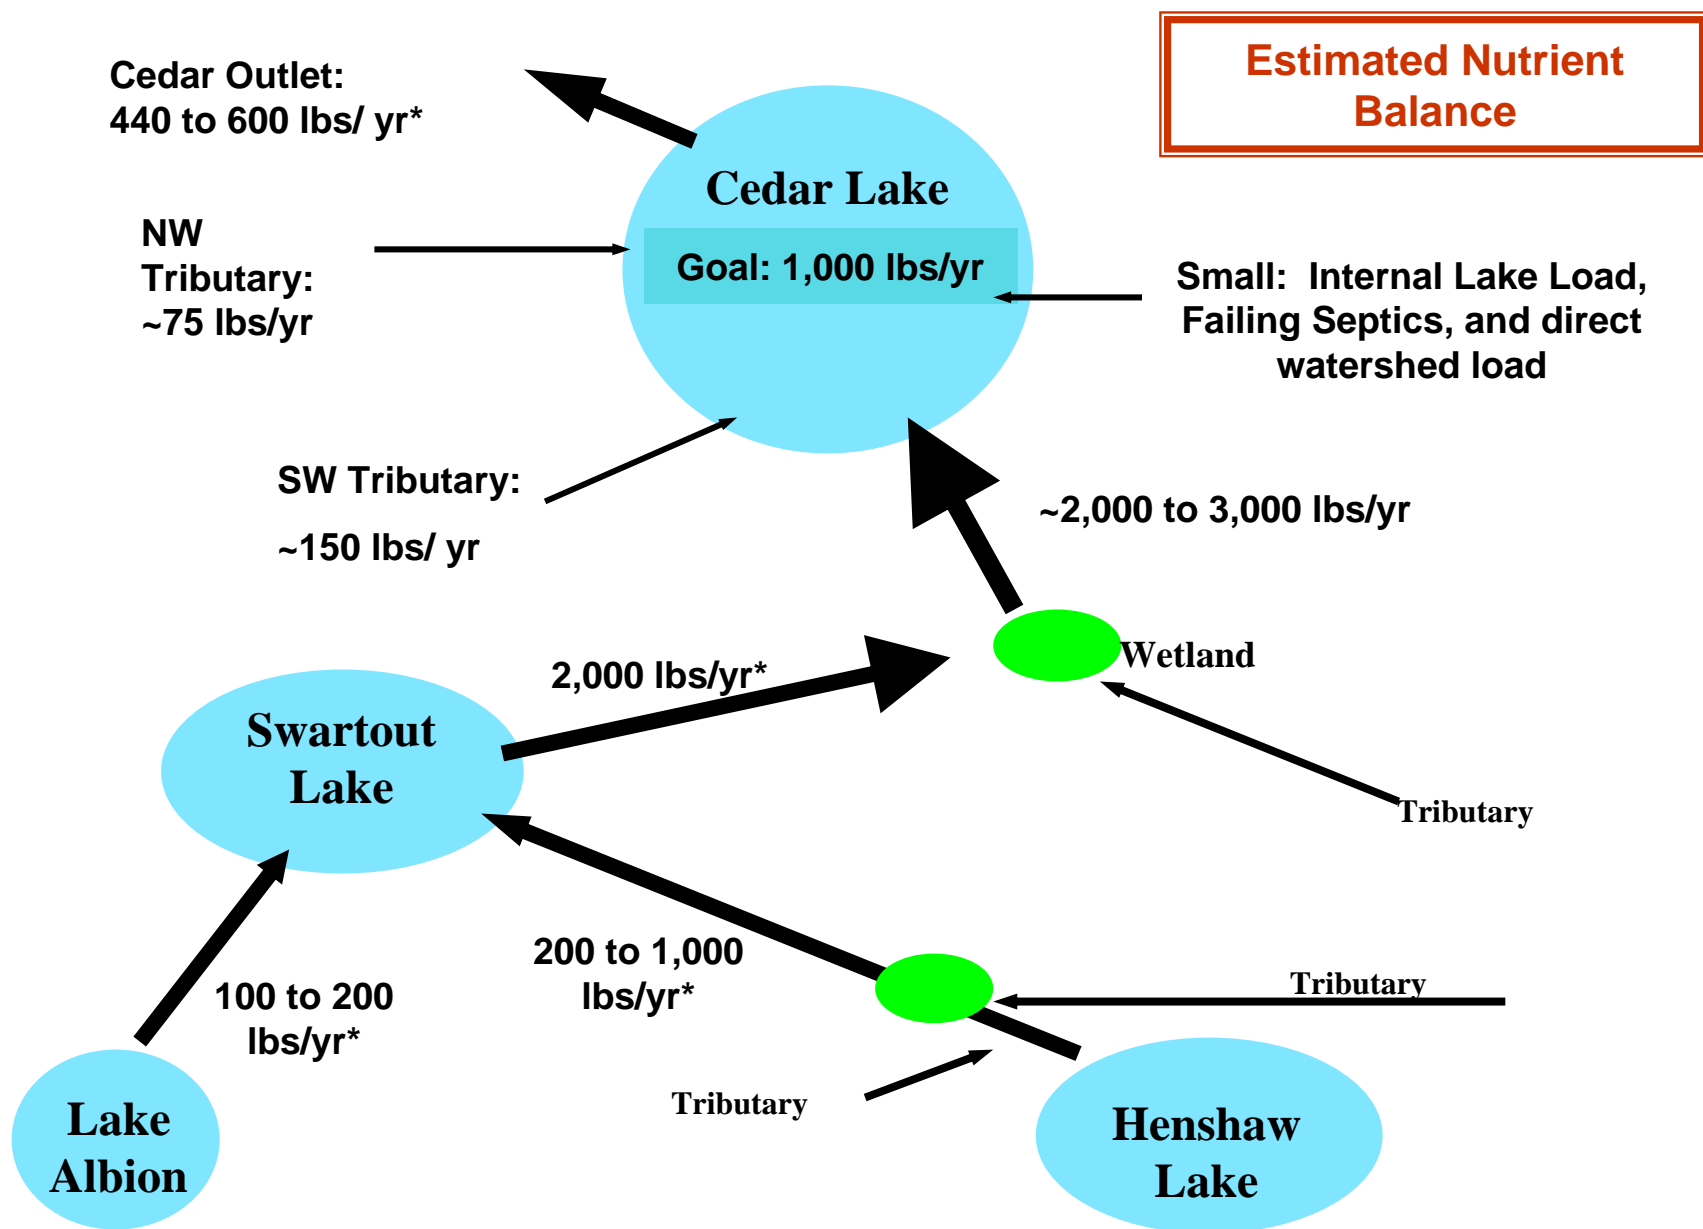 Estimated Nutrient
Balance
Cedar Outlet:
440 to 600 lbs/ yr*
Cedar Lake
Goal: 1,000 lbs/yr
NW
Tributary:
~75 lbs/yr
Small:  Internal Lake Load,
Failing Septics, and direct
watershed load
SW Tributary:
~150 lbs/ yr
~2,000 to 3,000 lbs/yr
Wetland
2,000 lbs/yr*
Swartout
Lake
Tributary
200 to 1,000
lbs/yr*
Tributary
100 to 200
lbs/yr*
Tributary
Lake
Albion
Henshaw
Lake